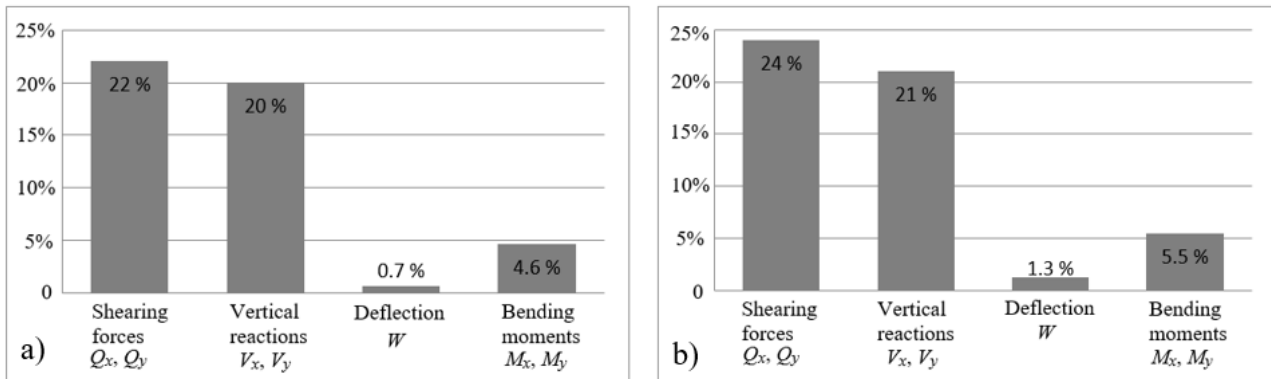 25%
20%
15%
10%
5%
0
22 %
20 %
0.7 %
4.6 %
Shearing
forces
Qx, Qy
Vertical
reactions
Vx, Vy
Deflection
W
Bending
moments
Mx, My
a)
25%
20%
15%
10%
5%
0
24 %
21 %
1.3 %
5.5 %
Shearing
forces
Qx, Qy
Vertical
reactions
Vx, Vy
Deflection
W
Bending
moments
Mx, My
b)